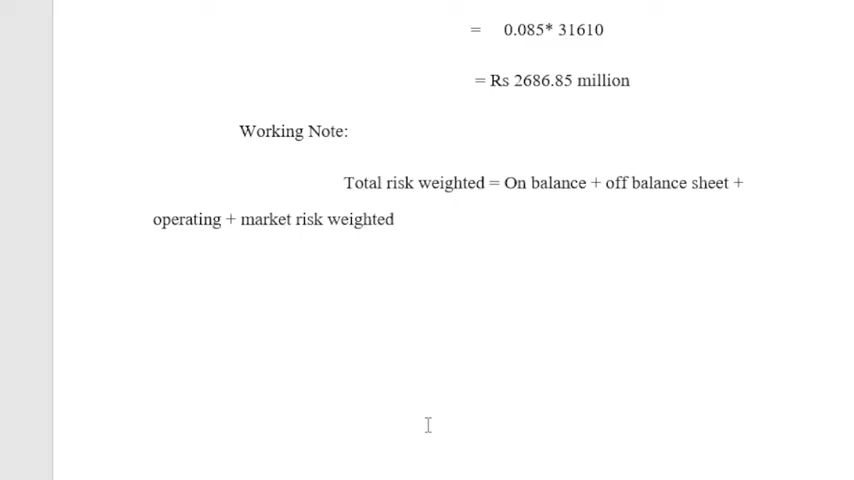 = 0.085* 31610
= Rs 2686.85 million
Working Note:
Total risk weighted = On balance + off balance sheet +
operating + market risk weighted